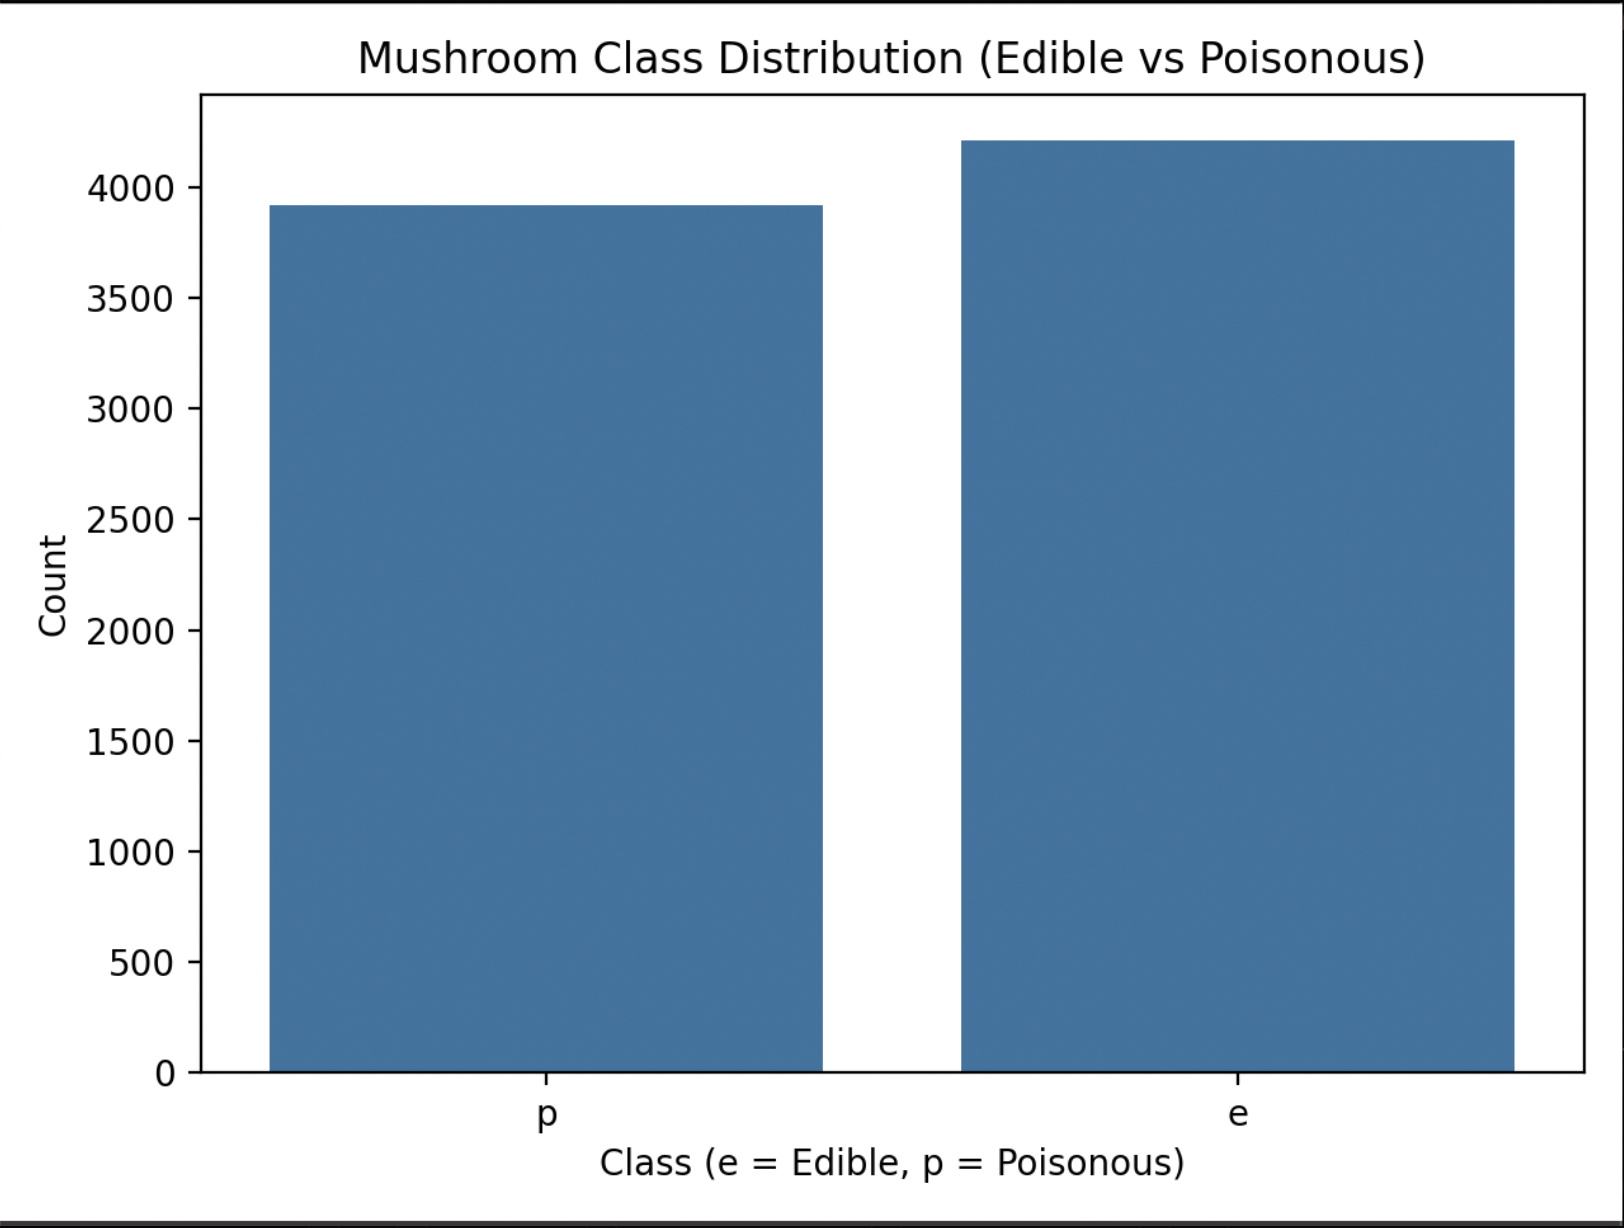 Mushroom Class Distribution (Edible vs Poisonous)
Count
4000
3500
3000
2500
2000
1500
1000
500
0
p
e
Class (e = Edible, p = Poisonous)